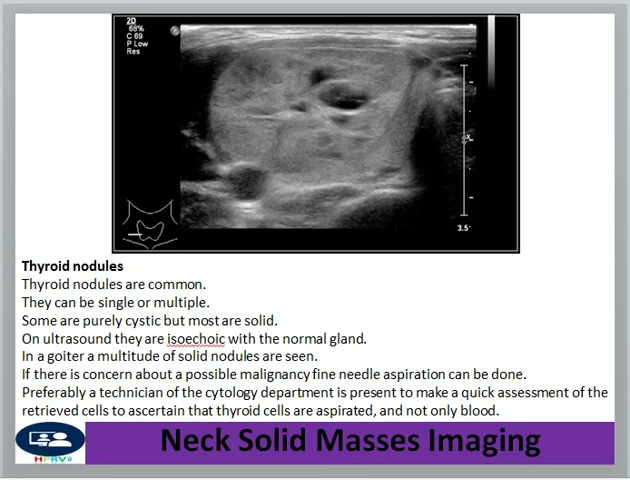 2D
68%
C 69
P Low
Res
x
3.5
Thyroid nodules
Thyroid nodules are common.
They can be single or multiple.
Some are purely cystic but most are solid.
On ultrasound they are isoechoic with the normal gland.
In a goiter a multitude of solid nodules are seen.
If there is concern about a possible malignancy fine needle aspiration can be done.
Preferably a technician of the cytology department is present to make a quick assessment of the
retrieved cells to ascertain that thyroid cells are aspirated, and not only blood.
Neck Solid Masses Imaging
HPRV